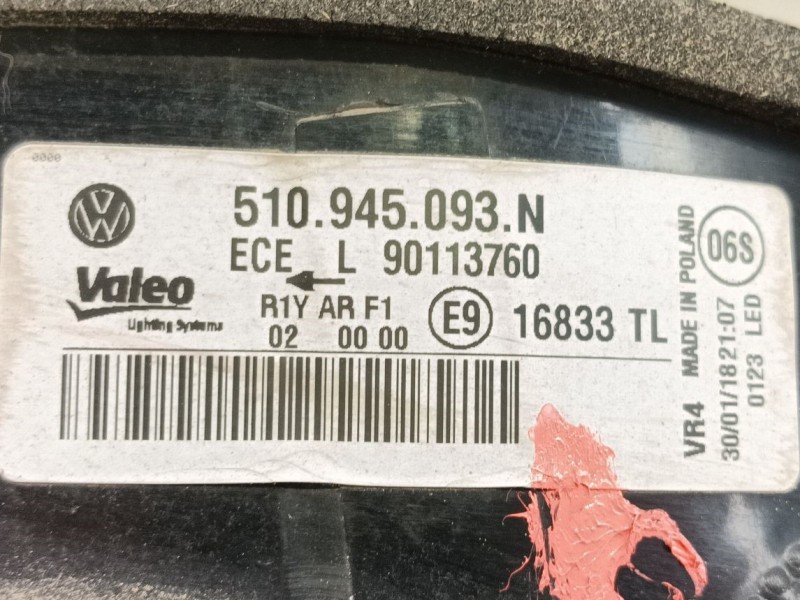 0000
510.945.093.N
ECE L 90113760
Valeo
Lighting Systems
R1Y AR F1
02 00 00
E9
16833 TL
06S
VR4 MADE IN POLAND
30/01/18 21:07
0123 LED